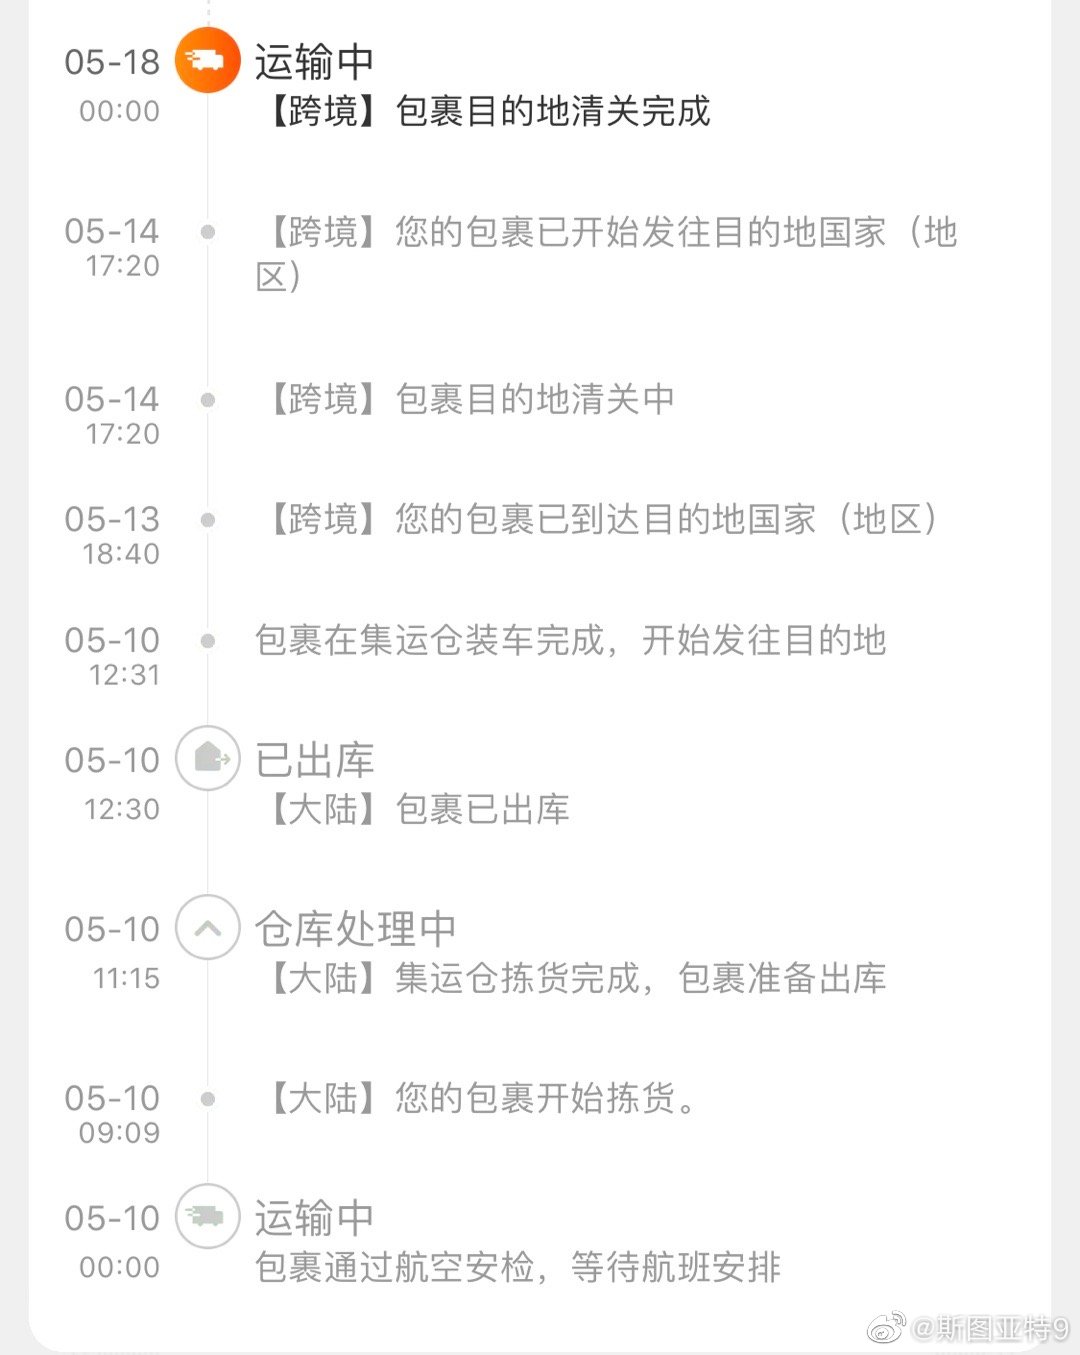 05-18 运输中
00:00 【跨境】包裹目的地清关完成
05-14 【跨境】您的包裹已开始发往目的地国家（地
17:20 区）
05-14 【跨境】包裹目的地清关中
17:20
05-13 【跨境】您的包裹已到达目的地国家（地区）
18:40
05-10 包裹在集运仓装车完成，开始发往目的地
12:31
05-10 已出库
12:30 【大陆】包裹已出库
05-10 仓库处理中
11:15 【大陆】集运仓拣货完成，包裹准备出库
05-10 【大陆】您的包裹开始拣货。
09:09
05-10 运输中
00:00 包裹通过航空安检，等待航班安排
@斯图亚特9